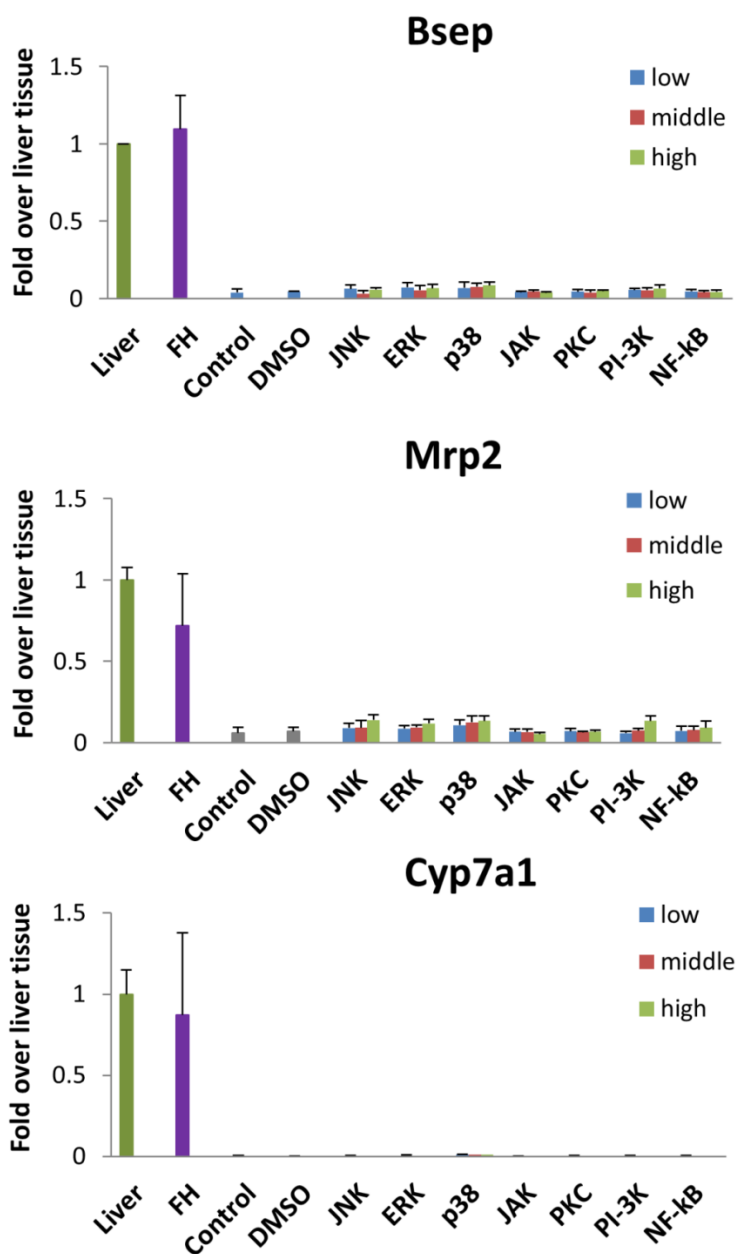 Bsep
Fold over liver tissue
1.5
1
0.5
0
low
middle
high
Liver
FH
Control
DMSO
JNK
ERK
p38
JAK
PKC
PI-3K
NF-kB
Mrp2
Fold over liver tissue
1.5
1
0.5
0
low
middle
high
Liver
FH
Control
DMSO
JNK
ERK
p38
JAK
PKC
PI-3K
NF-kB
Cyp7a1
Fold over liver tissue
1.5
1
0.5
0
low
middle
high
Liver
FH
Control
DMSO
JNK
ERK
p38
JAK
PKC
PI-3K
NF-kB